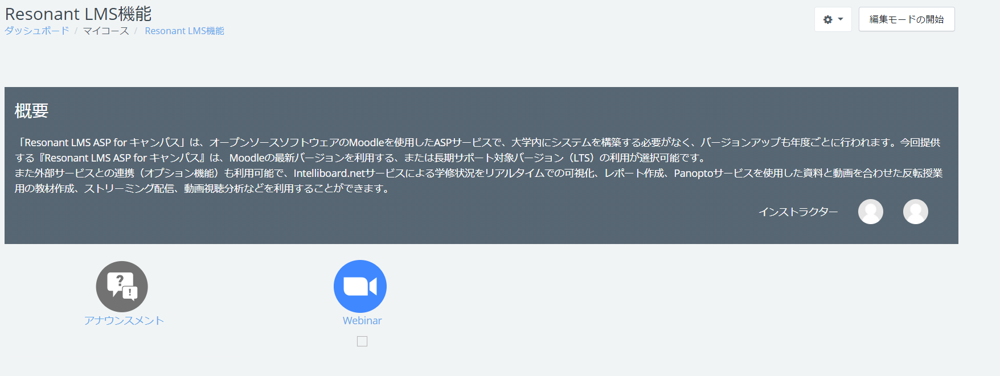 Resonant LMS機能
編集モードの開始
ダッシュボード / マイコース / Resonant LMS機能
概要
「Resonant LMS ASP for キャンパス」は、オープンソースソフトウェアのMoodleを使用したASPサービスで、大学内にシステムを構築する必要がなく、バージョンアップも年度ごとに行われます。今回提供
する『Resonant LMS ASP for キャンパス』は、Moodleの最新バージョンを利用する、または長期サポート対象バージョン（LTS）の利用が選択可能です。
また外部サービスとの連携（オプション機能）も利用可能で、Intelliboard.netサービスによる学修状況をリアルタイムでの可視化、レポート作成、Panoptoサービスを使用した資料と動画を合わせた反転授業
用の教材作成、ストリーミング配信、動画視聴分析などを利用することができます。
インストラクター
アナウンスメント
Webinar